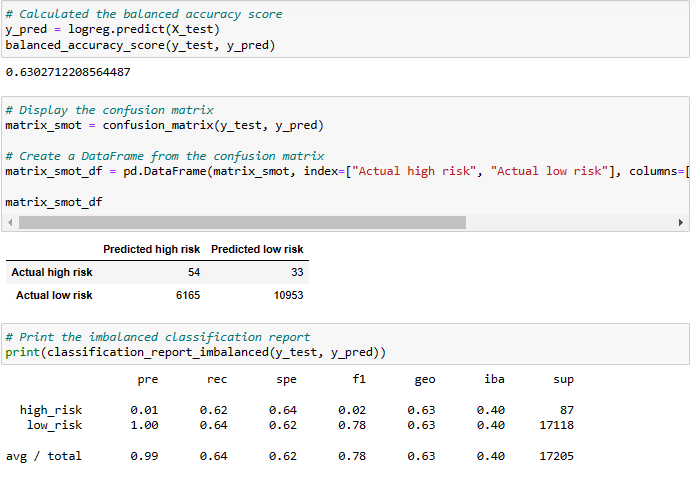 # Calculated the balanced accuracy score
y_pred = logreg.predict(X_test)
balanced_accuracy_score(y_test, y_pred)
0.6302712208564487
# Display the confusion matrix
matrix_smot = confusion_matrix(y_test, y_pred)
# Create a DataFrame from the confusion matrix
matrix_smot_df = pd.DataFrame(matrix_smot, index=["Actual high risk", "Actual low risk"], columns=[
matrix_smot_df
Predicted high risk Predicted low risk
Actual high risk 54 33
Actual low risk 6165 10953
# Print the imbalanced classification report
print(classification_report_imbalanced(y_test, y_pred))
pre rec spe f1 geo iba sup
high_risk 0.01 0.62 0.64 0.02 0.63 0.40 87
low_risk 1.00 0.64 0.62 0.78 0.63 0.40 17118
avg / total 0.99 0.64 0.62 0.78 0.63 0.40 17205